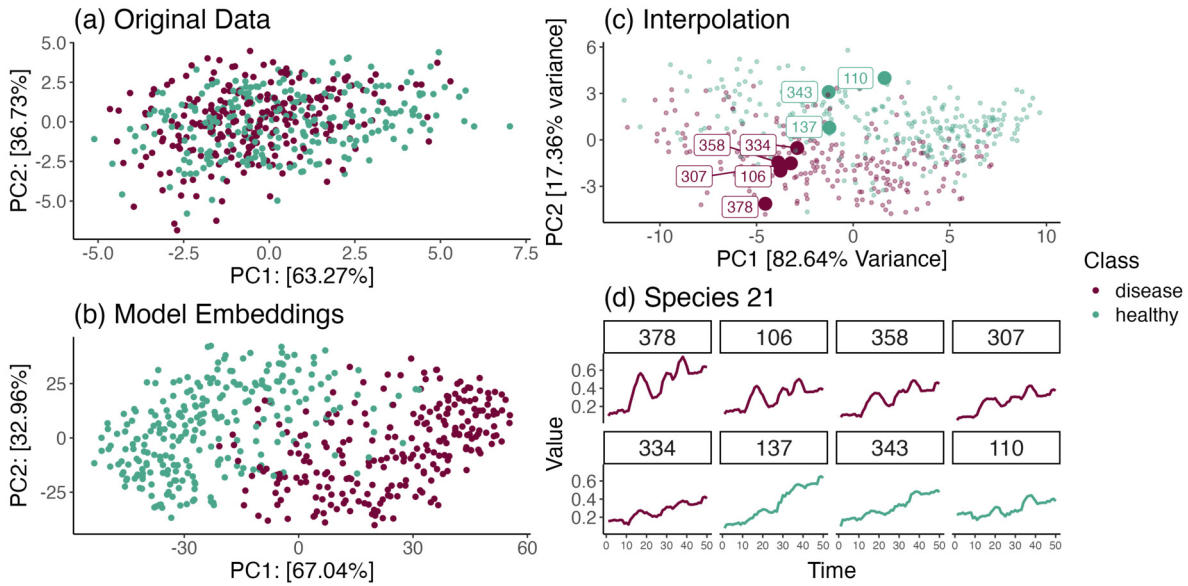 (a) Original Data
PC2: [36.73%]
5.0
2.5
0.0
-2.5
-5.0
-5.0 -2.5 0.0 2.5 5.0 7.5
PC1: [63.27%]
(b) Model Embeddings
PC2: [32.96%]
25
0
-25
-30 0 30 60
PC1: [67.04%]
(c) Interpolation
PC2 [17.36% variance]
6
3
0
-3
110
343
137
358 334
307 106
378
-10 -5 0 5 10
PC1 [82.64% Variance]
(d) Species 21
378 106 358 307
0.6
0.4
0.2
334 137 343 110
0.6
0.4
0.2
Value
0 10 20 30 40 50 0 10 20 30 40 50 0 10 20 30 40 50 0 10 20 30 40 50
Time
Class
disease
healthy